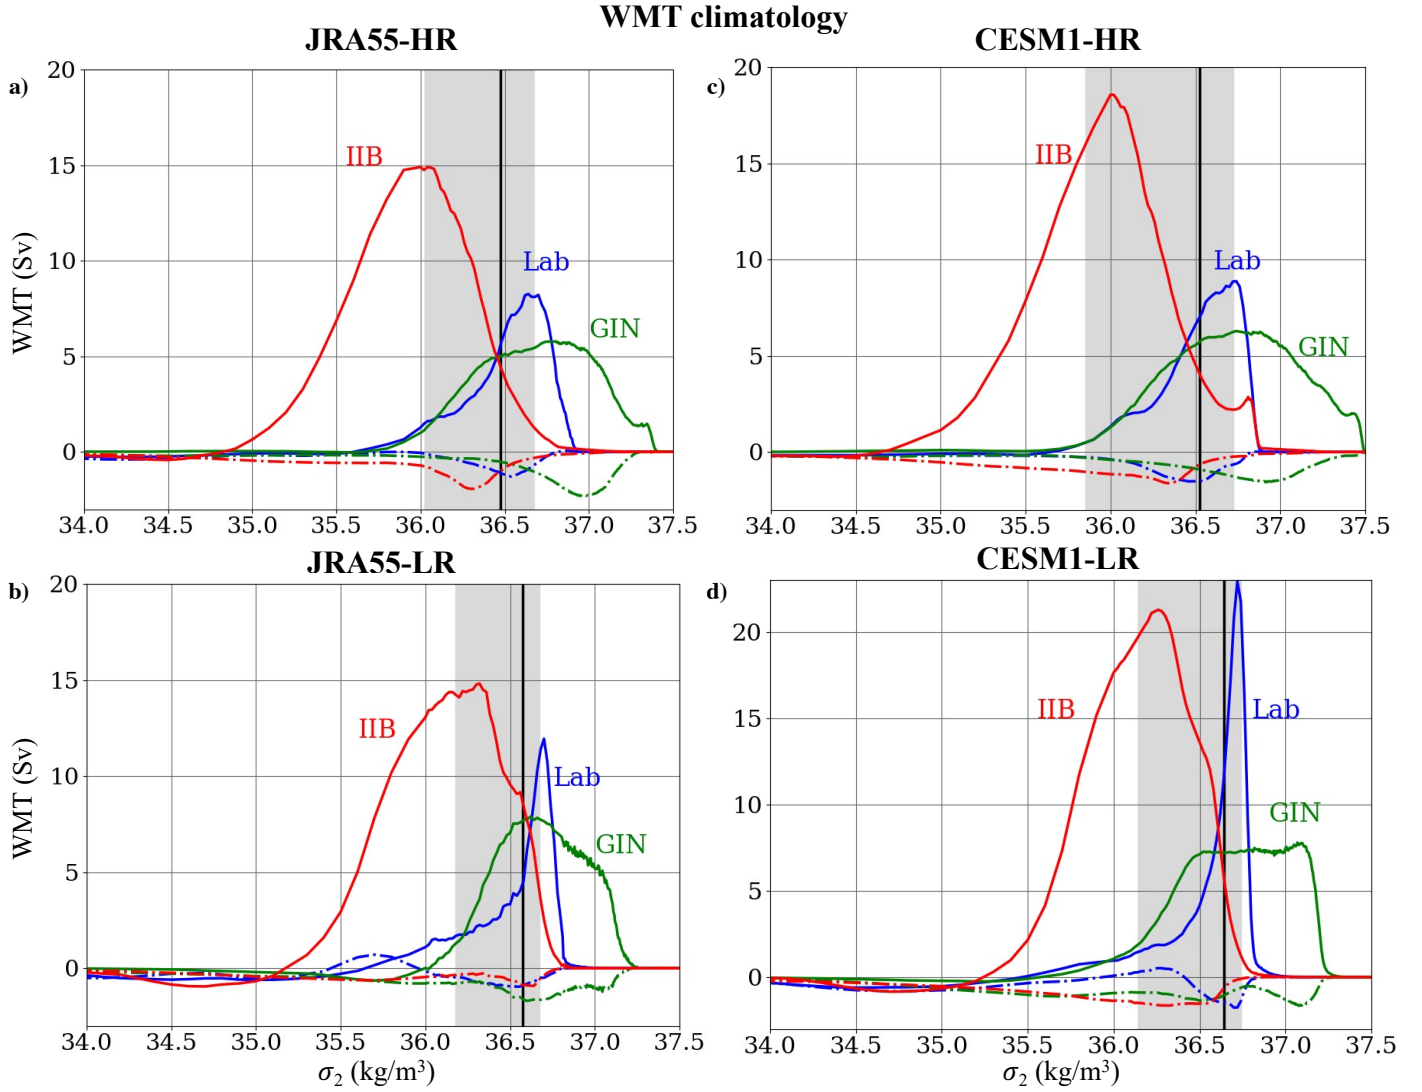 WMT climatology
JRA55-HR
CESM1-HR
a)
20
15
10
5
0
WMT (Sv)
IIB
Lab
GIN
34.0 34.5 35.0 35.5 36.0 36.5 37.0 37.5
c)
20
15
10
5
0
IIB
Lab
GIN
34.0 34.5 35.0 35.5 36.0 36.5 37.0 37.5
JRA55-LR
CESM1-LR
b)
20
15
10
5
0
WMT (Sv)
IIB
Lab
GIN
34.0 34.5 35.0 35.5 36.0 36.5 37.0 37.5
σ₂ (kg/m³)
d)
20
15
10
5
0
IIB
Lab
GIN
34.0 34.5 35.0 35.5 36.0 36.5 37.0 37.5
σ₂ (kg/m³)